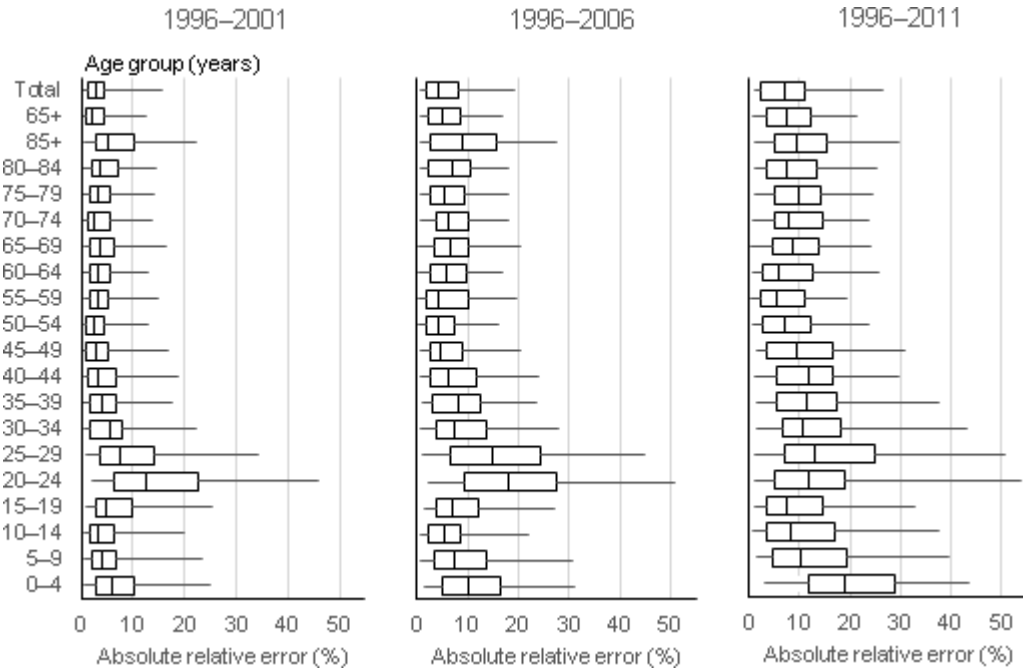 1996–2001
1996–2006
1996–2011
Age group (years)
Total
65+
85+
80–84
75–79
70–74
65–69
60–64
55–59
50–54
45–49
40–44
35–39
30–34
25–29
20–24
15–19
10–14
5–9
0–4
0 10 20 30 40 50
0 10 20 30 40 50
0 10 20 30 40 50
Absolute relative error (%)
Absolute relative error (%)
Absolute relative error (%)